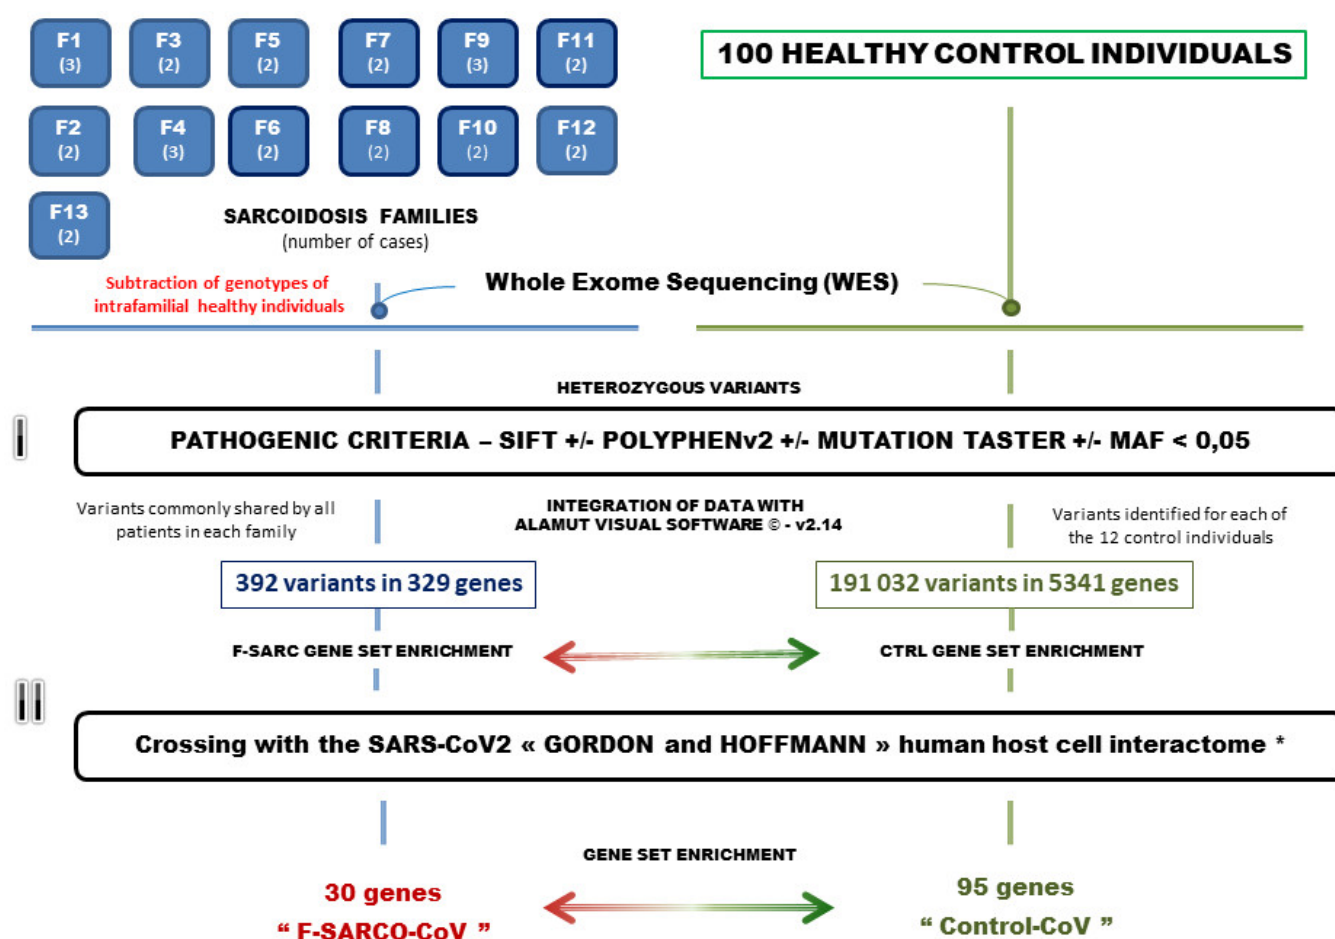 F1
(3)
F3
(2)
F5
(2)
F7
(2)
F9
(3)
F11
(2)
100 HEALTHY CONTROL INDIVIDUALS
F2
(2)
F4
(3)
F6
(2)
F8
(2)
F10
(2)
F12
(2)
F13
(2)
SARCOIDOSIS FAMILIES
(number of cases)
Subtraction of genotypes of
intrafamilial healthy individuals
Whole Exome Sequencing (WES)
HETEROZYGOUS VARIANTS
I
PATHOGENIC CRITERIA – SIFT +/- POLYPHENv2 +/- MUTATION TASTER +/- MAF < 0,05
Variants commonly shared by all
patients in each family
INTEGRATION OF DATA WITH
ALAMUT VISUAL SOFTWARE © - v2.14
Variants identified for each of
the 12 control individuals
392 variants in 329 genes
191 032 variants in 5341 genes
F-SARC GENE SET ENRICHMENT
CTRL GENE SET ENRICHMENT
II
Crossing with the SARS-CoV2 « GORDON and HOFFMANN » human host cell interactome *
GENE SET ENRICHMENT
30 genes
“ F-SARCO-CoV ”
95 genes
“ Control-CoV ”